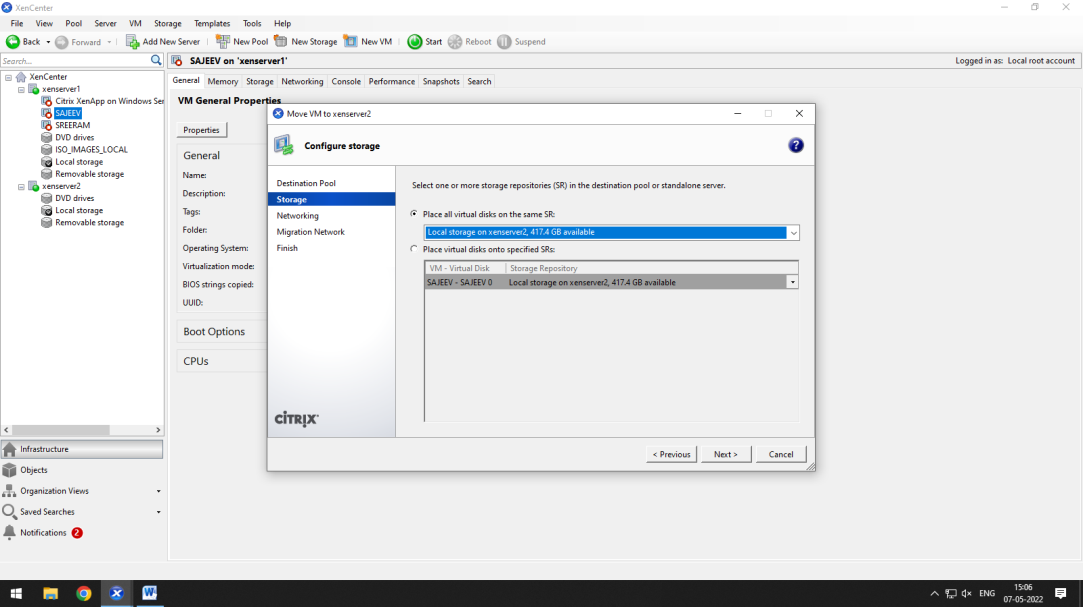 XenCenter
File View Pool Server VM Storage Templates Tools Help
Back Forward Add New Server New Pool New Storage New VM Start Reboot Suspend
Search...
SAJEEV on 'xenserver1'
Logged in as: Local root account
XenCenter
xenserver1
Citrix XenApp on Windows Ser
SAJEEV
SREERAM
DVD drives
ISO_IMAGES_LOCAL
Local storage
Removable storage
xenserver2
DVD drives
Local storage
Removable storage
General Memory Storage Networking Console Performance Snapshots Search
VM General Properties
Properties
General
Name:
Description:
Tags:
Folder:
Operating System:
Virtualization mode:
BIOS strings copied:
UUID:
Boot Options
CPUs
Move VM to xenserver2
Configure storage
?
Destination Pool
Storage
Networking
Migration Network
Finish
CITRIX
Select one or more storage repositories (SR) in the destination pool or standalone server.
Place all virtual disks on the same SR:
Local storage on xenserver2, 417.4 GB available
Place virtual disks onto specified SRs:
VM - Virtual Disk Storage Repository
SAJEEV - SAJEEV 0 Local storage on xenserver2, 417.4 GB available
< Previous Next > Cancel
Infrastructure
Objects
Organization Views
Saved Searches
Notifications 2
ENG
15:06
07-05-2022